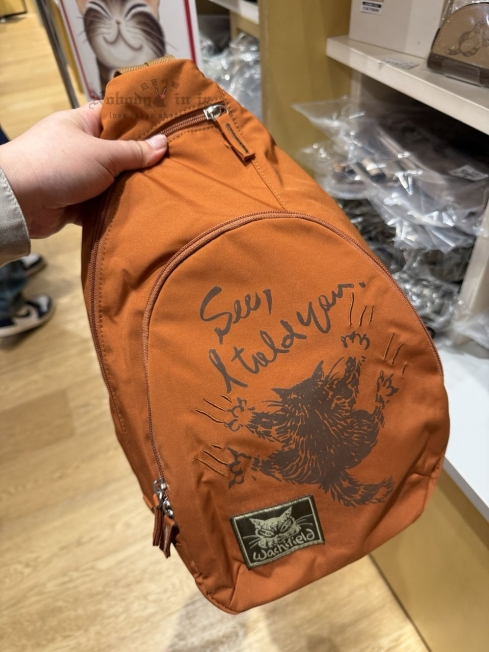 See,
I told you.
Wachifield